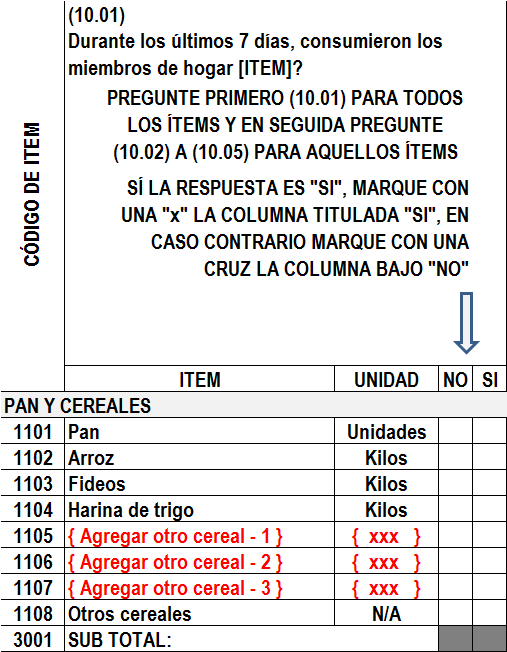 (10.01)
Durante los últimos 7 días, consumieron los
miembros de hogar [ITEM]?
PREGUNTE PRIMERO (10.01) PARA TODOS
LOS ÍTEMS Y EN SEGUIDA PREGUNTE
(10.02) A (10.05) PARA AQUELLOS ÍTEMS
SÍ LA RESPUESTA ES "SI", MARQUE CON
UNA "x" LA COLUMNA TITULADA "SI", EN
CASO CONTRARIO MARQUE CON UNA
CRUZ LA COLUMNA BAJO "NO"
CÓDIGO DE ITEM
ITEM UNIDAD NO SI
PAN Y CEREALES
1101 Pan Unidades
1102 Arroz Kilos
1103 Fideos Kilos
1104 Harina de trigo Kilos
1105 { Agregar otro cereal - 1 } { xxx }
1106 { Agregar otro cereal - 2 } { xxx }
1107 { Agregar otro cereal - 3 } { xxx }
1108 Otros cereales N/A
3001 SUB TOTAL: